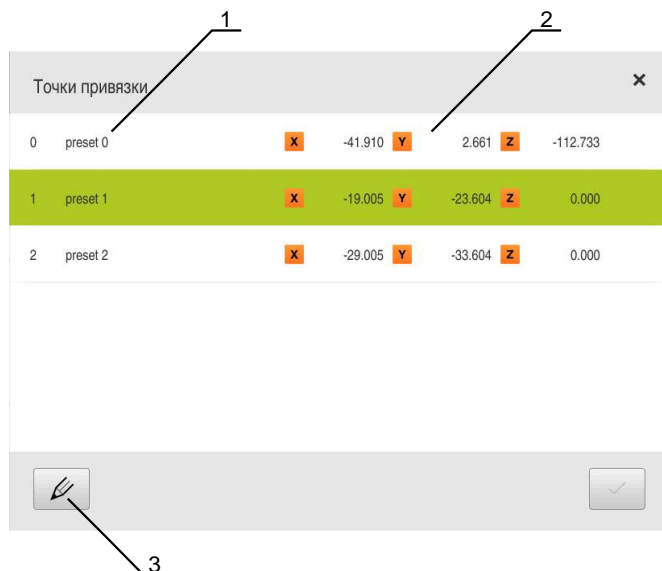 1 2
Точки привязки ×
0 preset 0 X -41.910 Y 2.661 Z -112.733
1 preset 1 X -19.005 Y -23.604 Z 0.000
2 preset 2 X -29.005 Y -33.604 Z 0.000
3